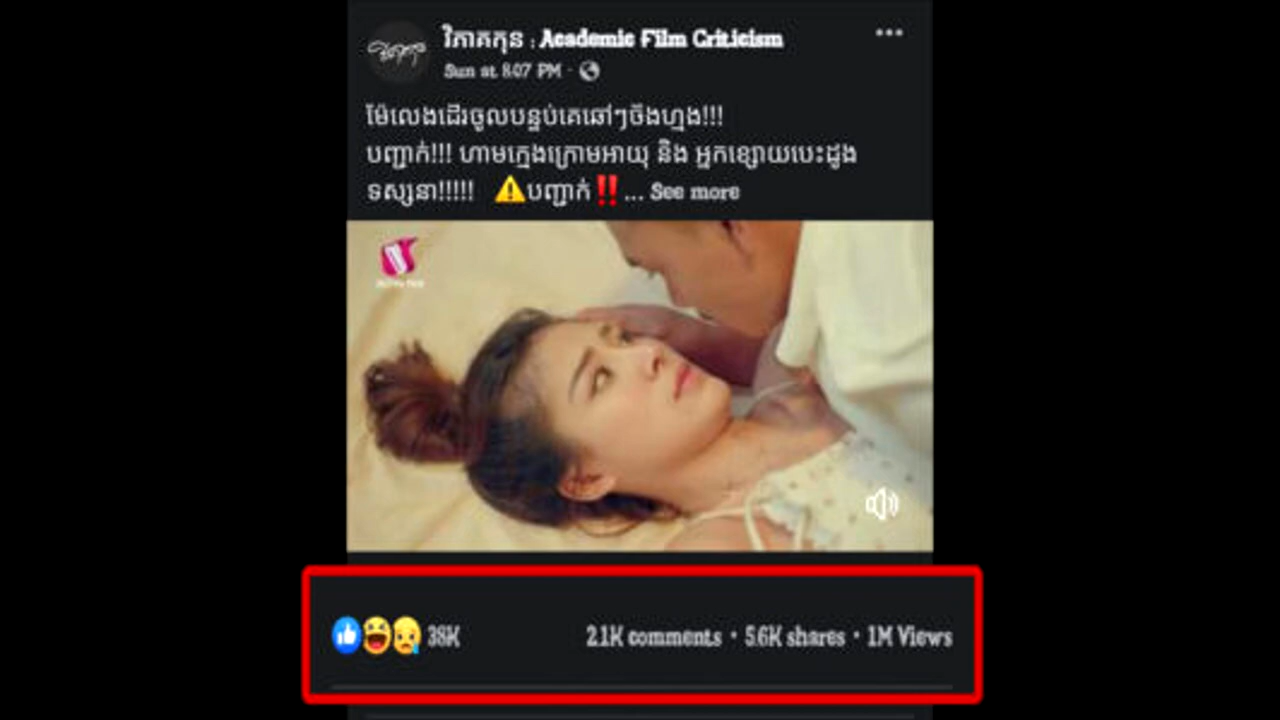 វិភាគកុន : Academic Film Criticism
Sun at 8:07 PM ·
ម៉ែលេងដើរចូលបន្ទប់គេឆៅៗចឹងហ្មង!!!
បញ្ជាក់!!! ហាមក្មេងក្រោមអាយុ និង អ្នកខ្សោយបេះដូង
ទស្សនា!!!!! ⚠️បញ្ជាក់‼️... See more
38K
2.1K comments · 5.6K shares · 1M Views